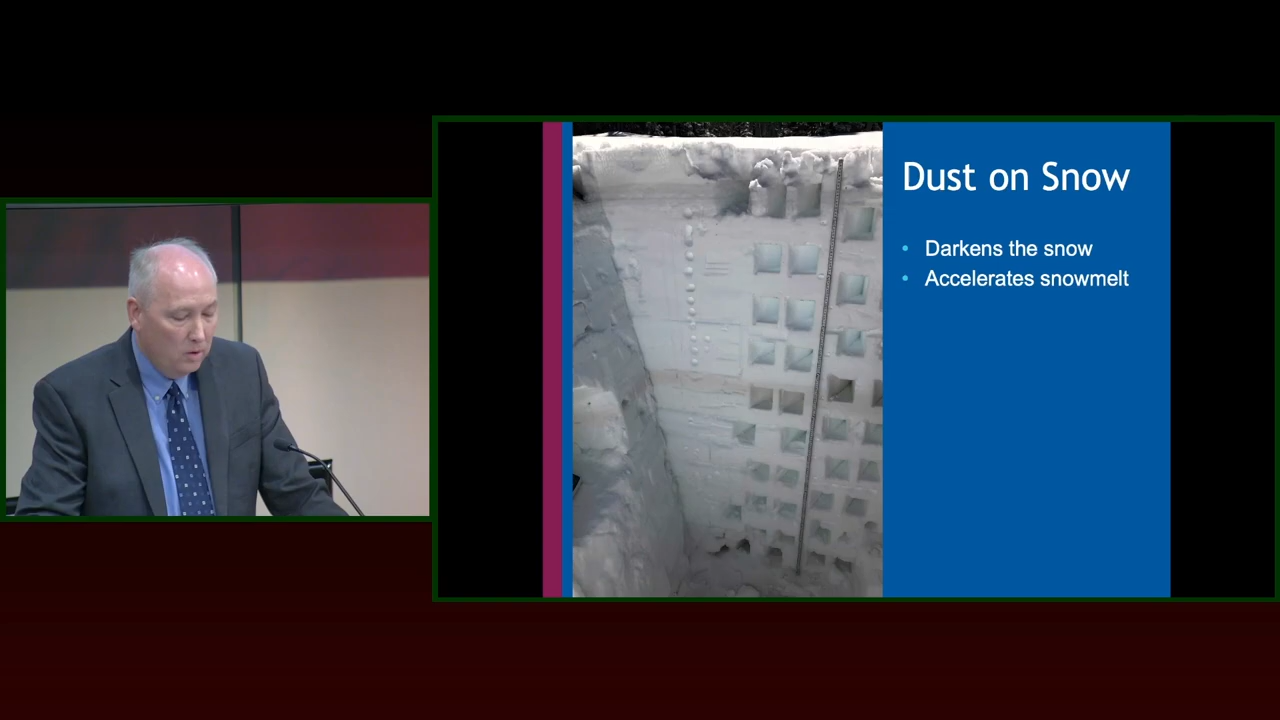 Dust on Snow
• Darkens the snow
• Accelerates snowmelt